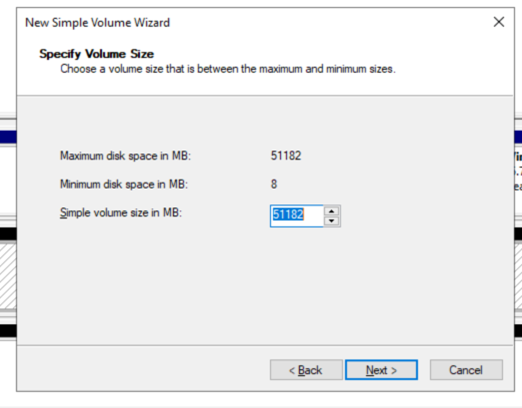 New Simple Volume Wizard
Specify Volume Size
Choose a volume size that is between the maximum and minimum sizes.
Maximum disk space in MB: 51182
Minimum disk space in MB: 8
Simple volume size in MB: 51182
< Back Next > Cancel